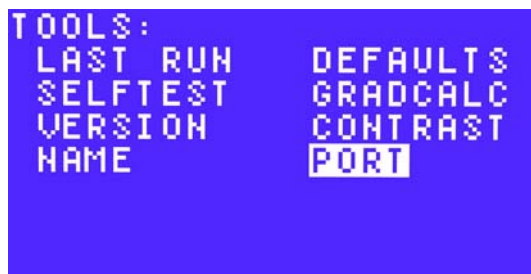 TOOLS:
LAST RUN DEFAULTS
SELFTEST GRADCALC
VERSION CONTRAST
NAME PORT